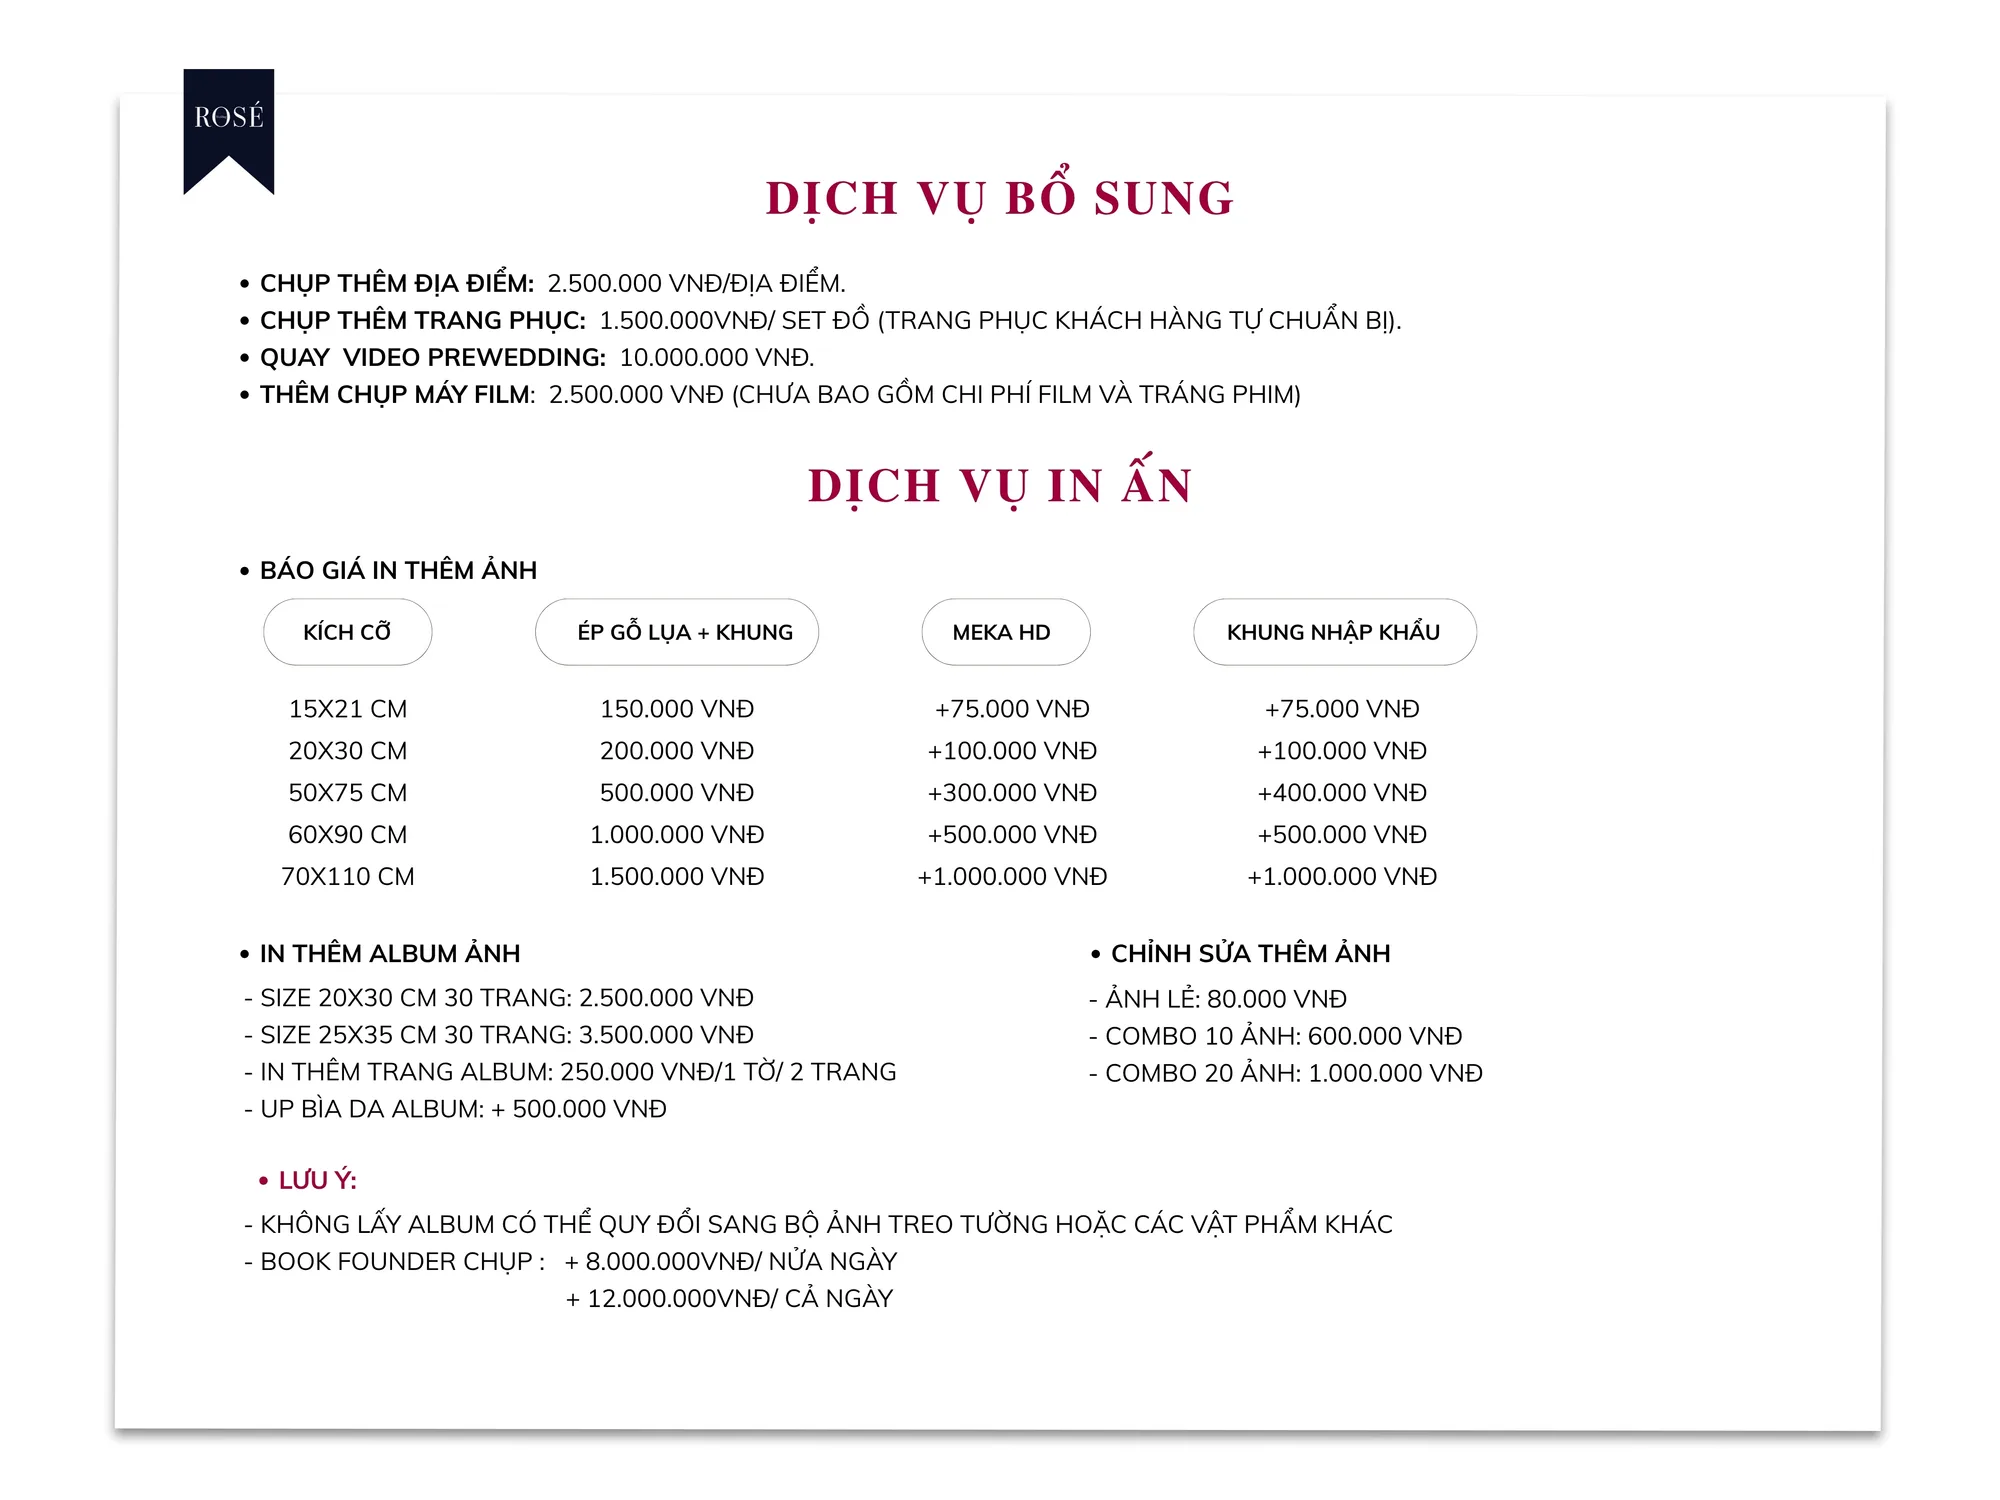 ROSÉ
DỊCH VỤ BỔ SUNG
• CHỤP THÊM ĐỊA ĐIỂM: 2.500.000 VNĐ/ĐỊA ĐIỂM.
• CHỤP THÊM TRANG PHỤC: 1.500.000VNĐ/ SET ĐỒ (TRANG PHỤC KHÁCH HÀNG TỰ CHUẨN BỊ).
• QUAY VIDEO PREWEDDING: 10.000.000 VNĐ.
• THÊM CHỤP MÁY FILM: 2.500.000 VNĐ (CHƯA BAO GỒM CHI PHÍ FILM VÀ TRÁNG PHIM)
DỊCH VỤ IN ẤN
• BÁO GIÁ IN THÊM ẢNH
KÍCH CỠ ÉP GỖ LỤA + KHUNG MEKA HD KHUNG NHẬP KHẨU
15X21 CM 150.000 VNĐ +75.000 VNĐ +75.000 VNĐ
20X30 CM 200.000 VNĐ +100.000 VNĐ +100.000 VNĐ
50X75 CM 500.000 VNĐ +300.000 VNĐ +400.000 VNĐ
60X90 CM 1.000.000 VNĐ +500.000 VNĐ +500.000 VNĐ
70X110 CM 1.500.000 VNĐ +1.000.000 VNĐ +1.000.000 VNĐ
• IN THÊM ALBUM ẢNH
- SIZE 20X30 CM 30 TRANG: 2.500.000 VNĐ
- SIZE 25X35 CM 30 TRANG: 3.500.000 VNĐ
- IN THÊM TRANG ALBUM: 250.000 VNĐ/1 TỜ/ 2 TRANG
- UP BÌA DA ALBUM: + 500.000 VNĐ
• CHỈNH SỬA THÊM ẢNH
- ẢNH LẺ: 80.000 VNĐ
- COMBO 10 ẢNH: 600.000 VNĐ
- COMBO 20 ẢNH: 1.000.000 VNĐ
• LƯU Ý:
- KHÔNG LẤY ALBUM CÓ THỂ QUY ĐỔI SANG BỘ ẢNH TREO TƯỜNG HOẶC CÁC VẬT PHẨM KHÁC
- BOOK FOUNDER CHỤP : + 8.000.000VNĐ/ NỬA NGÀY
+ 12.000.000VNĐ/ CẢ NGÀY